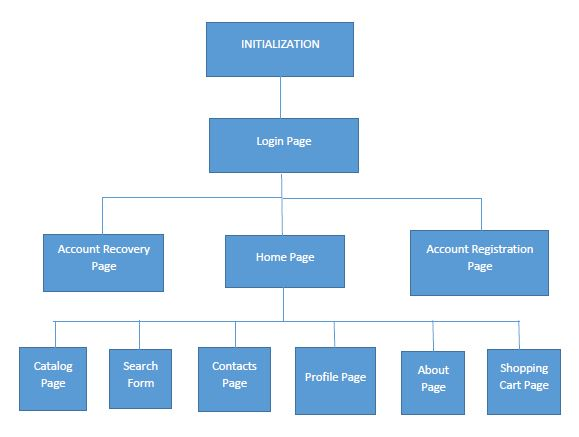 INITIALIZATION
Login Page
Account Recovery
Page
Home Page
Account Registration
Page
Catalog
Page
Search
Form
Contacts
Page
Profile Page
About
Page
Shopping
Cart Page